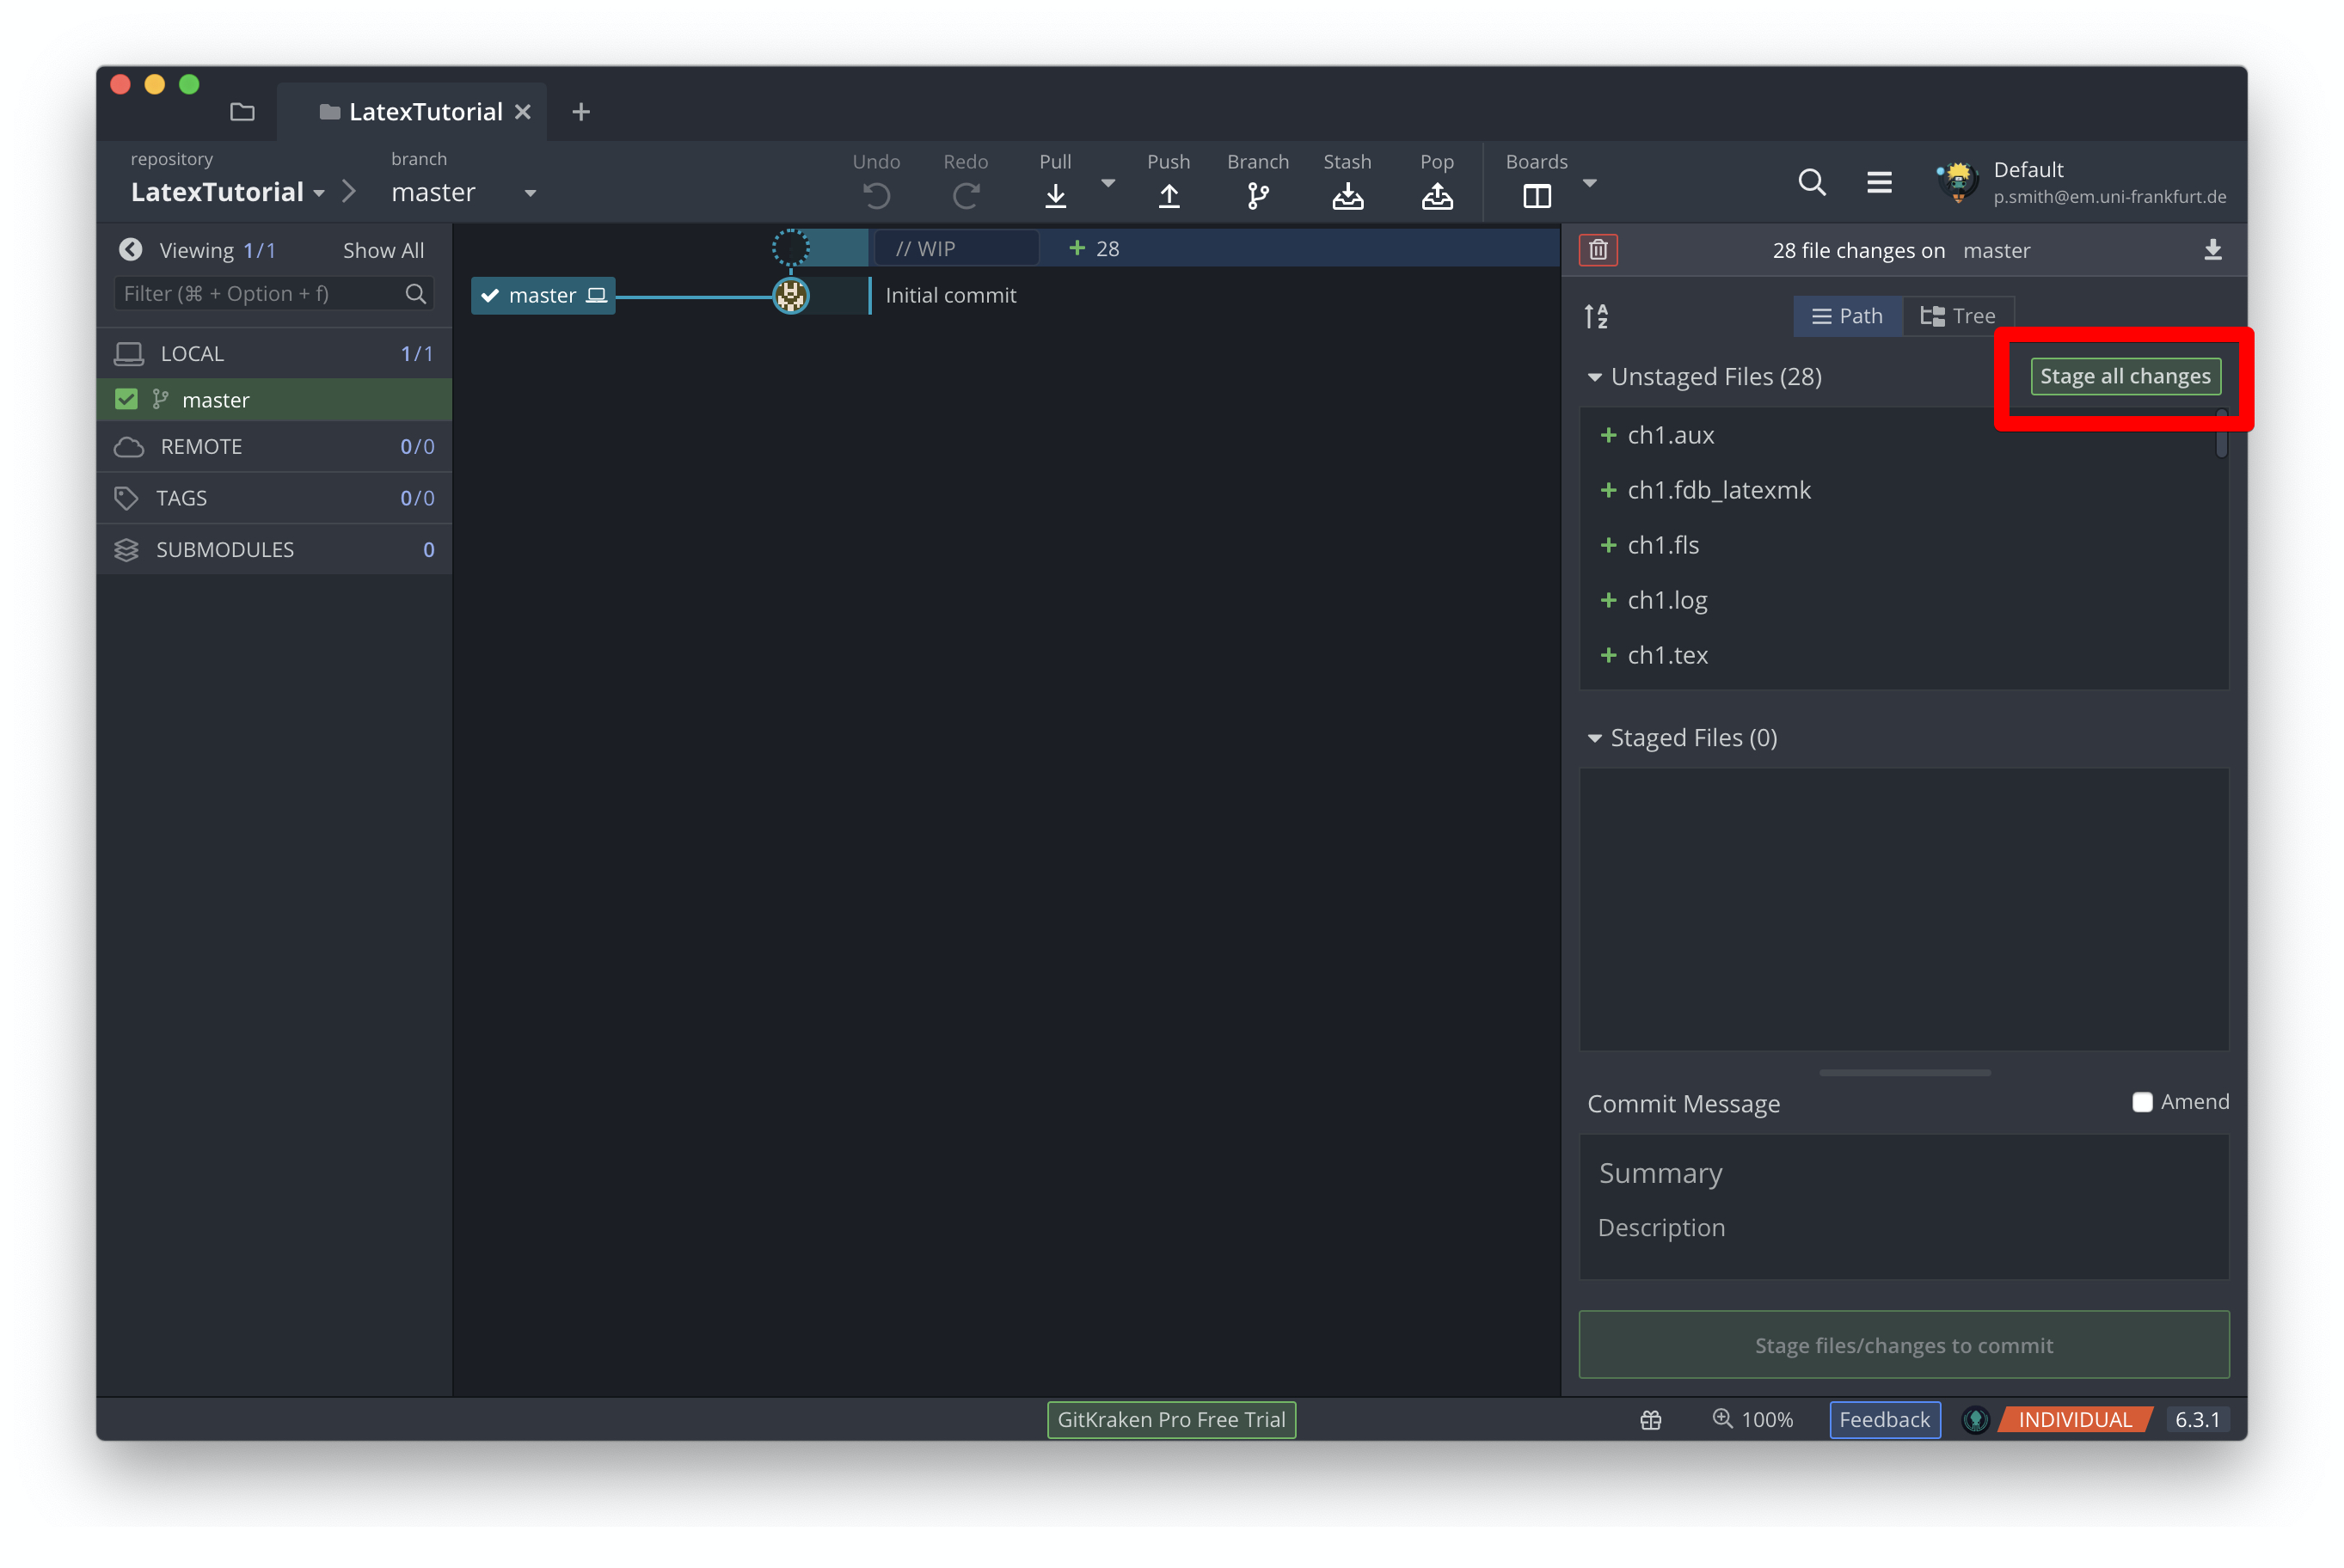 LatexTutorial
repository
LatexTutorial
branch
master
Undo
Redo
Pull
Push
Branch
Stash
Pop
Boards
Default
p.smith@em.uni-frankfurt.de
Viewing 1/1
Show All
Filter (⌘ + Option + f)
LOCAL 1/1
master
REMOTE 0/0
TAGS 0/0
SUBMODULES 0
// WIP
+ 28
master
Initial commit
28 file changes on master
A
Z
Path
Tree
Unstaged Files (28)
Stage all changes
+ ch1.aux
+ ch1.fdb_latexmk
+ ch1.fls
+ ch1.log
+ ch1.tex
Staged Files (0)
Commit Message
Amend
Summary
Description
Stage files/changes to commit
GitKraken Pro Free Trial
100%
Feedback
INDIVIDUAL
6.3.1